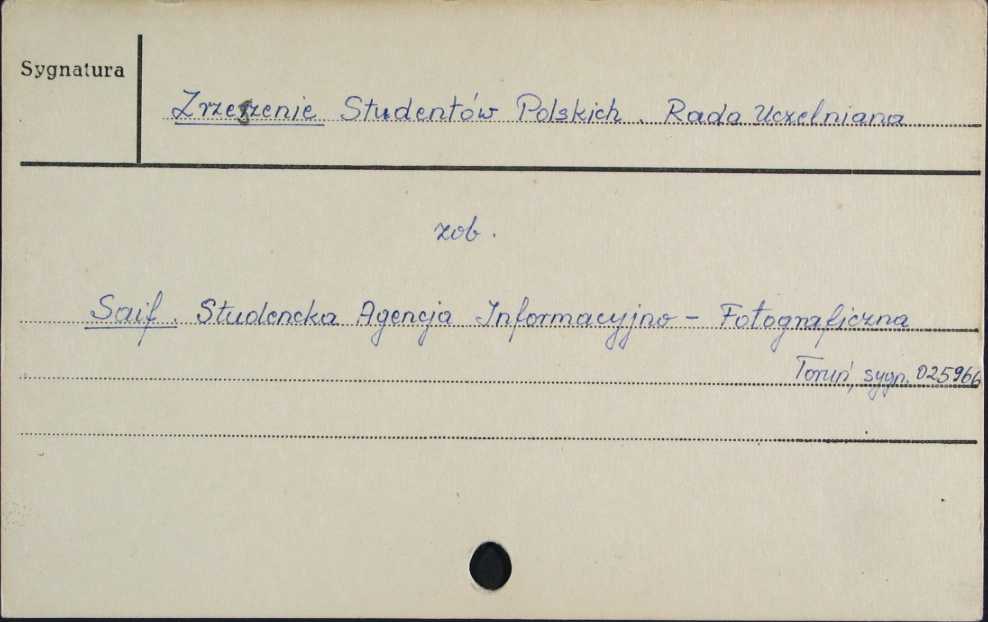 Sygnatura
Zrzeszenie Studentów Polskich. Rada Uczelniana
zob.
Saif. Studencka Agencja Informacyjno - Fotograficzna
Toruń, sygn. 025966